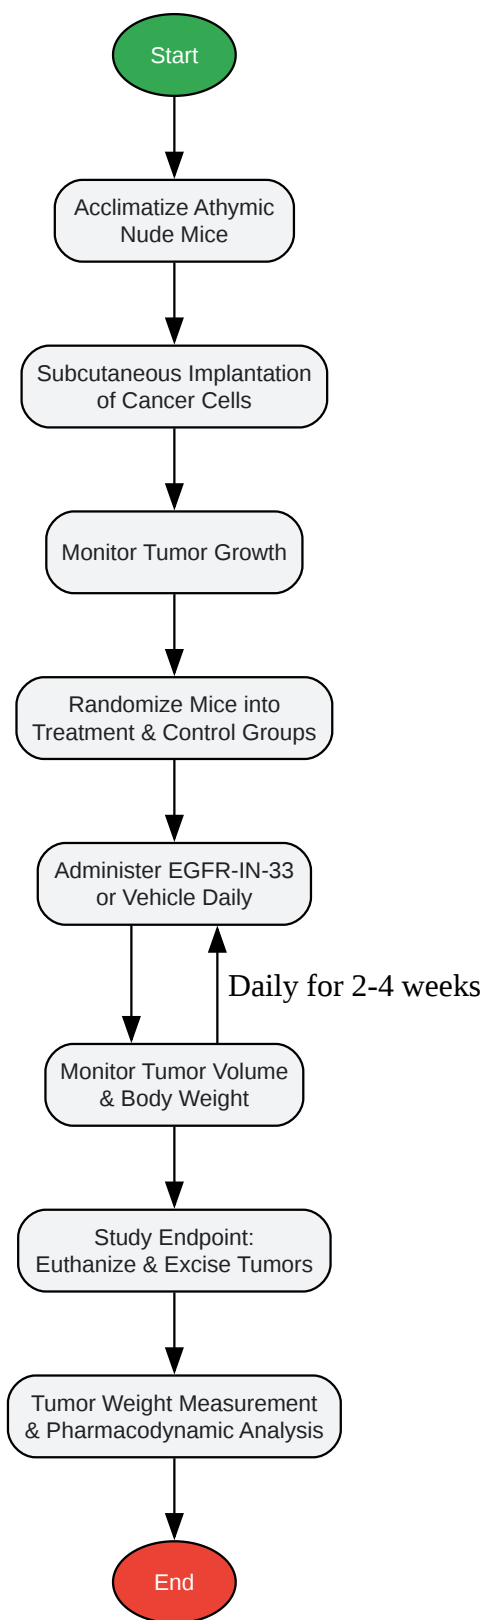 Start
Acclimatize Athymic
Nude Mice
Subcutaneous Implantation
of Cancer Cells
Monitor Tumor Growth
Randomize Mice into
Treatment & Control Groups
Administer EGFR-IN-33
or Vehicle Daily
Daily for 2-4 weeks
Monitor Tumor Volume
& Body Weight
Study Endpoint:
Euthanize & Excise Tumors
Tumor Weight Measurement
& Pharmacodynamic Analysis
End